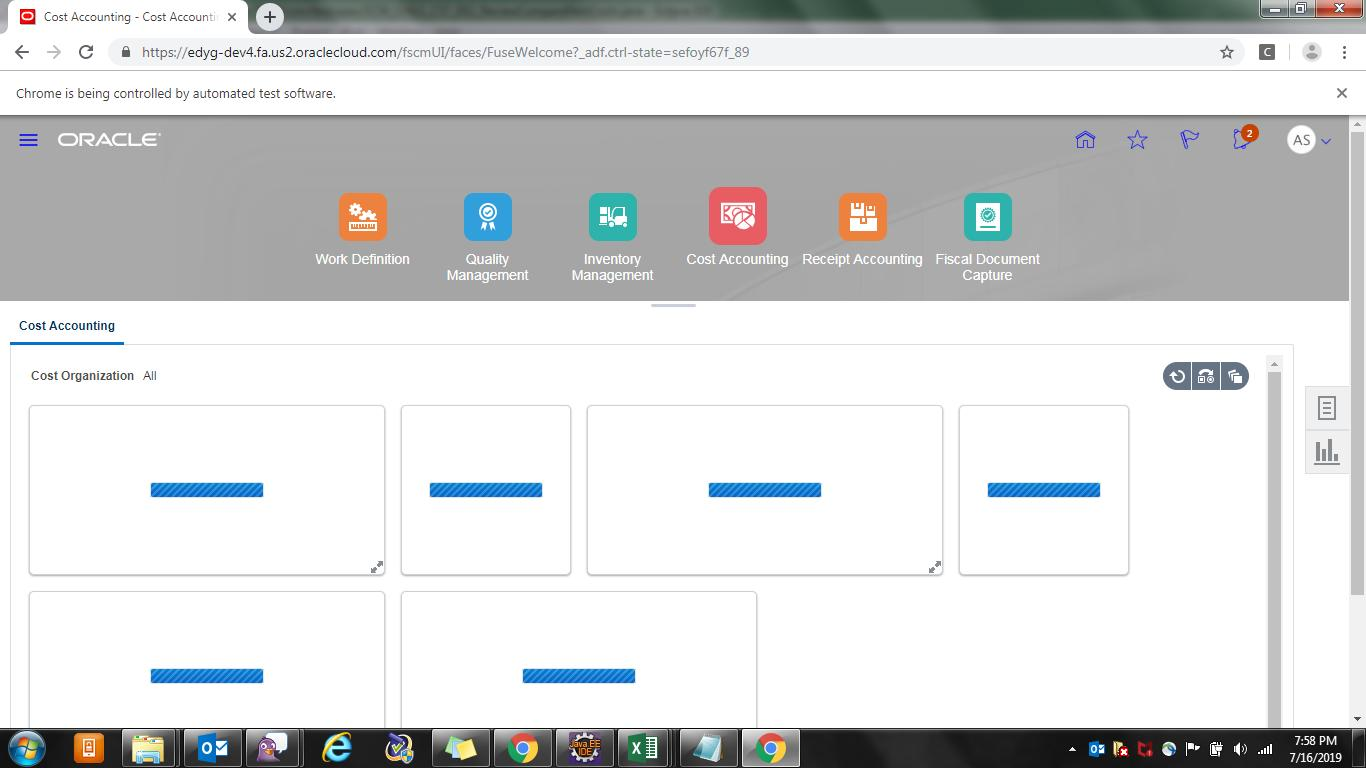 Cost Accounting - Cost Accounti
https://edyg-dev4.fa.us2.oraclecloud.com/fscmUI/faces/FuseWelcome?_adf.ctrl-state=sefoyf67f_89
C
Chrome is being controlled by automated test software.
ORACLE
2
AS
Work Definition
Quality
Management
Inventory
Management
Cost Accounting
Receipt Accounting
Fiscal Document
Capture
Cost Accounting
Cost Organization All
Java EE
IDE
7:58 PM
7/16/2019